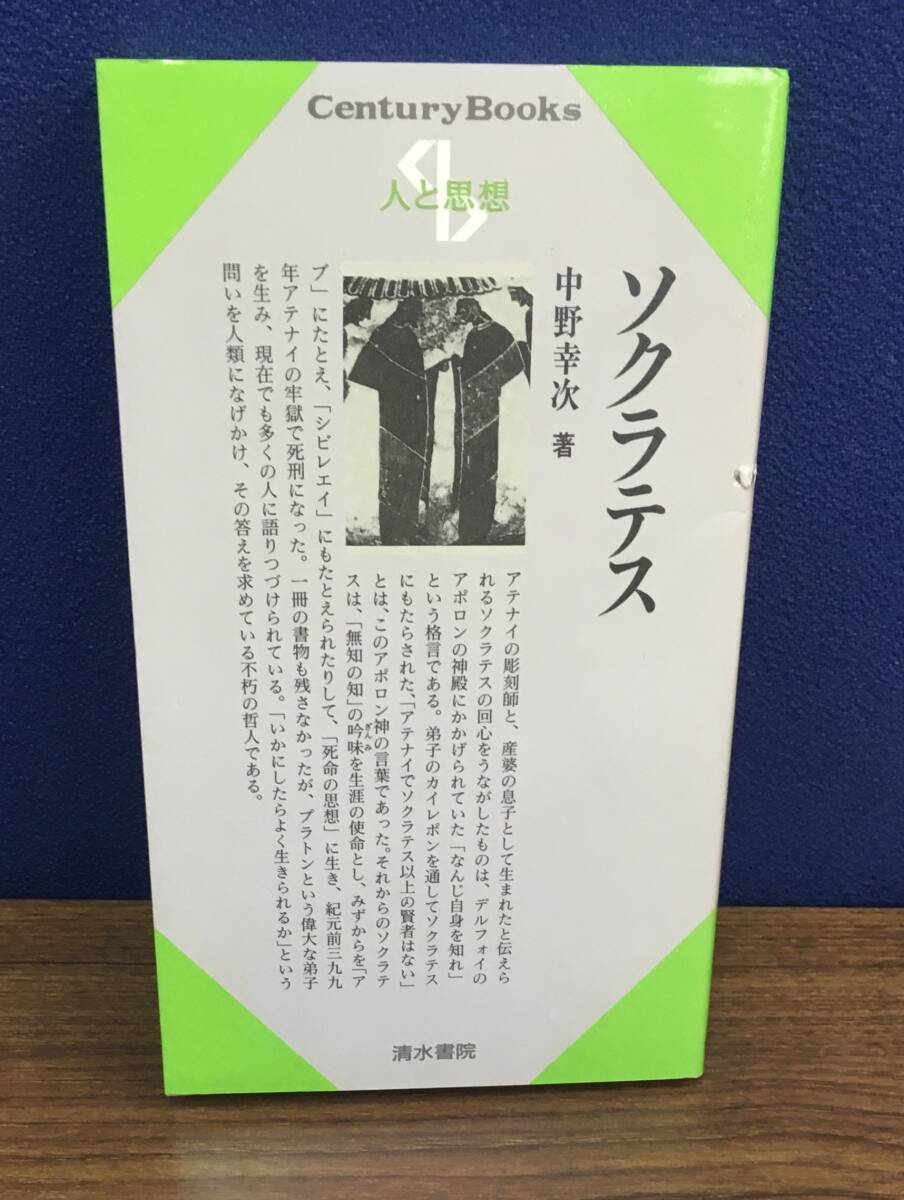 Century Books
人と思想
ソクラテス
中野幸次 著
アテナイの彫刻師と、産婆の息子として生まれたと伝えら
れるソクラテスの回心をうながしたものは、デルフォイの
アポロンの神殿にかかげられていた「なんじ自身を知れ」
という格言である。弟子のカイレポンを通してソクラテス
にもたらされた、「アテナイでソクラテス以上の賢者はない」
とは、このアポロン神の言葉であった。それからのソクラテ
スは、「無知の知」の吟味を生涯の使命とし、みずからを「ア
ブ」にたとえ、「シビレエイ」にもたとえられたりして、「死命の思想」に生き、紀元前三九九
年アテナイの牢獄で死刑になった。一冊の書物も残さなかったが、プラトンという偉大な弟子
を生み、現在でも多くの人に語りつづけられている。「いかにしたらよく生きられるか」という
問いを人類になげかけ、その答えを求めている不朽の哲人である。
ぎんみ
清水書院